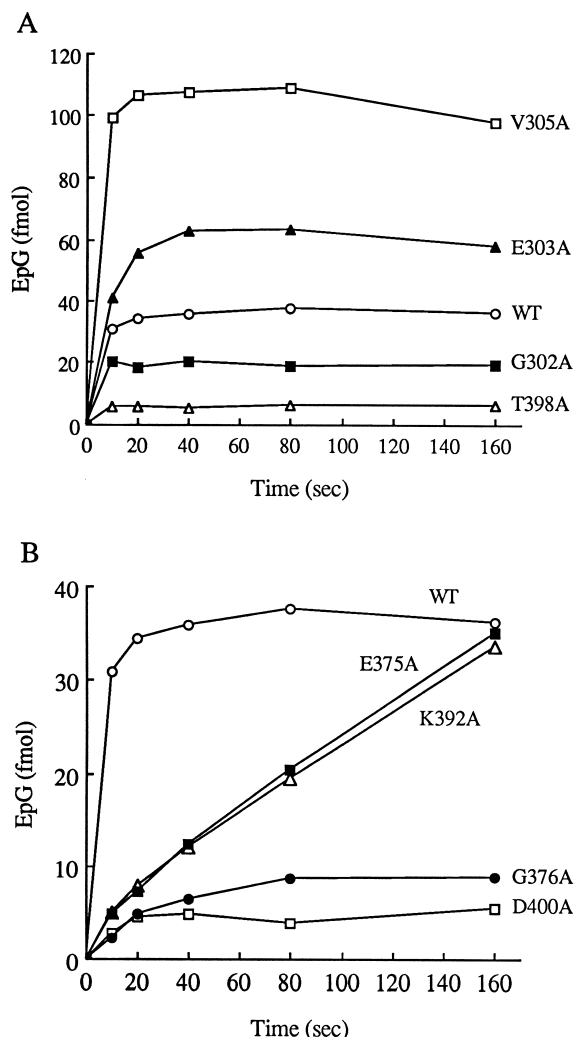 A
120
100
80
60
40
20
0
EpG (fmol)
V305A
E303A
WT
G302A
T398A
0 20 40 60 80 100 120 140 160
Time (sec)
B
40
30
20
10
0
EpG (fmol)
WT
E375A
K392A
G376A
D400A
0 20 40 60 80 100 120 140 160
Time (sec)